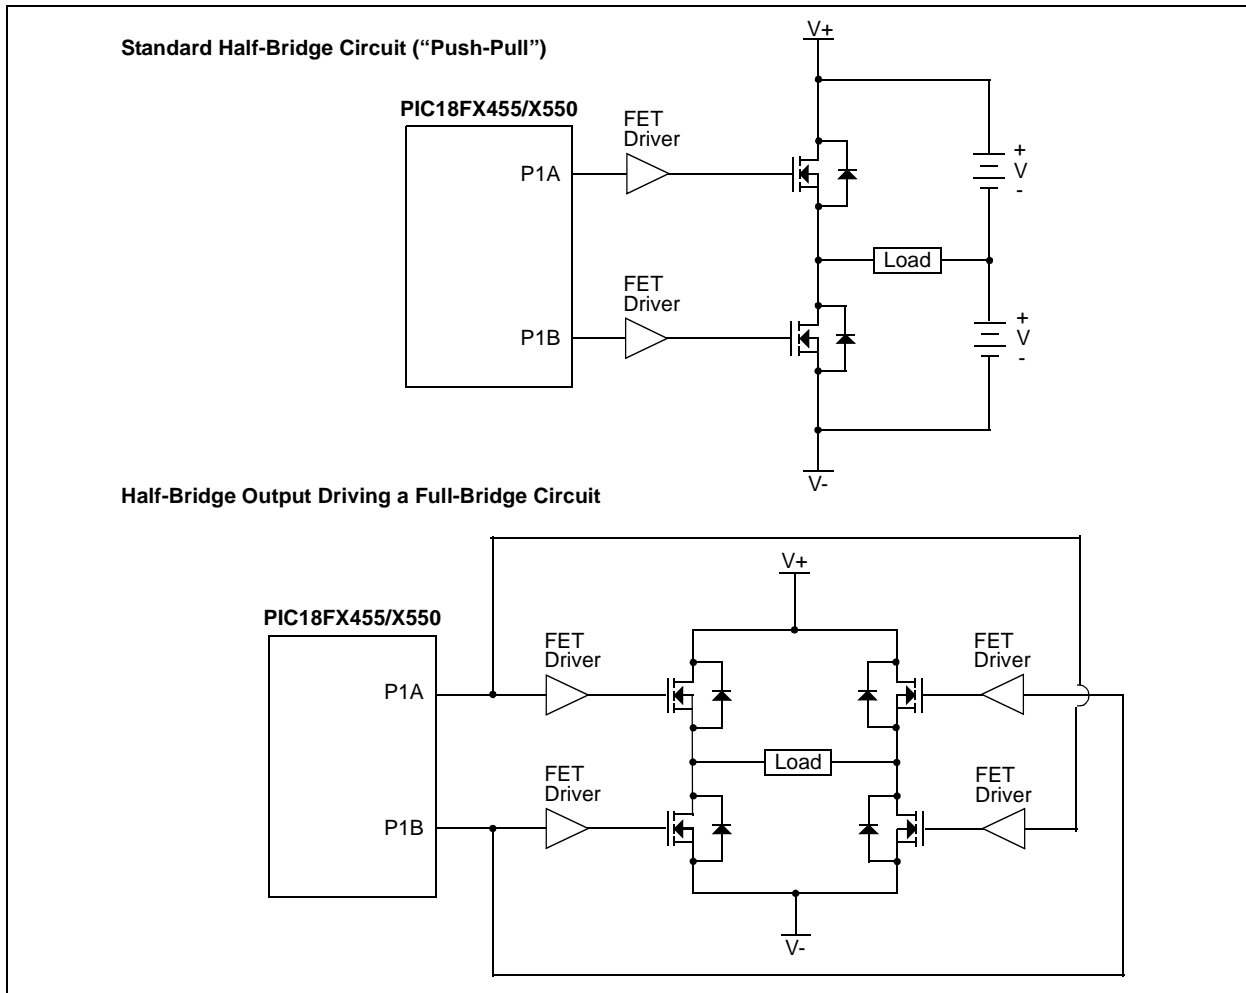 V+
Standard Half-Bridge Circuit (“Push-Pull”)
PIC18FX455/X550
FET
Driver
P1A
+
V
-
Load
FET
Driver
P1B
+
V
-
V-
Half-Bridge Output Driving a Full-Bridge Circuit
V+
PIC18FX455/X550
FET
Driver
FET
Driver
P1A
Load
FET
Driver
FET
Driver
P1B
V-